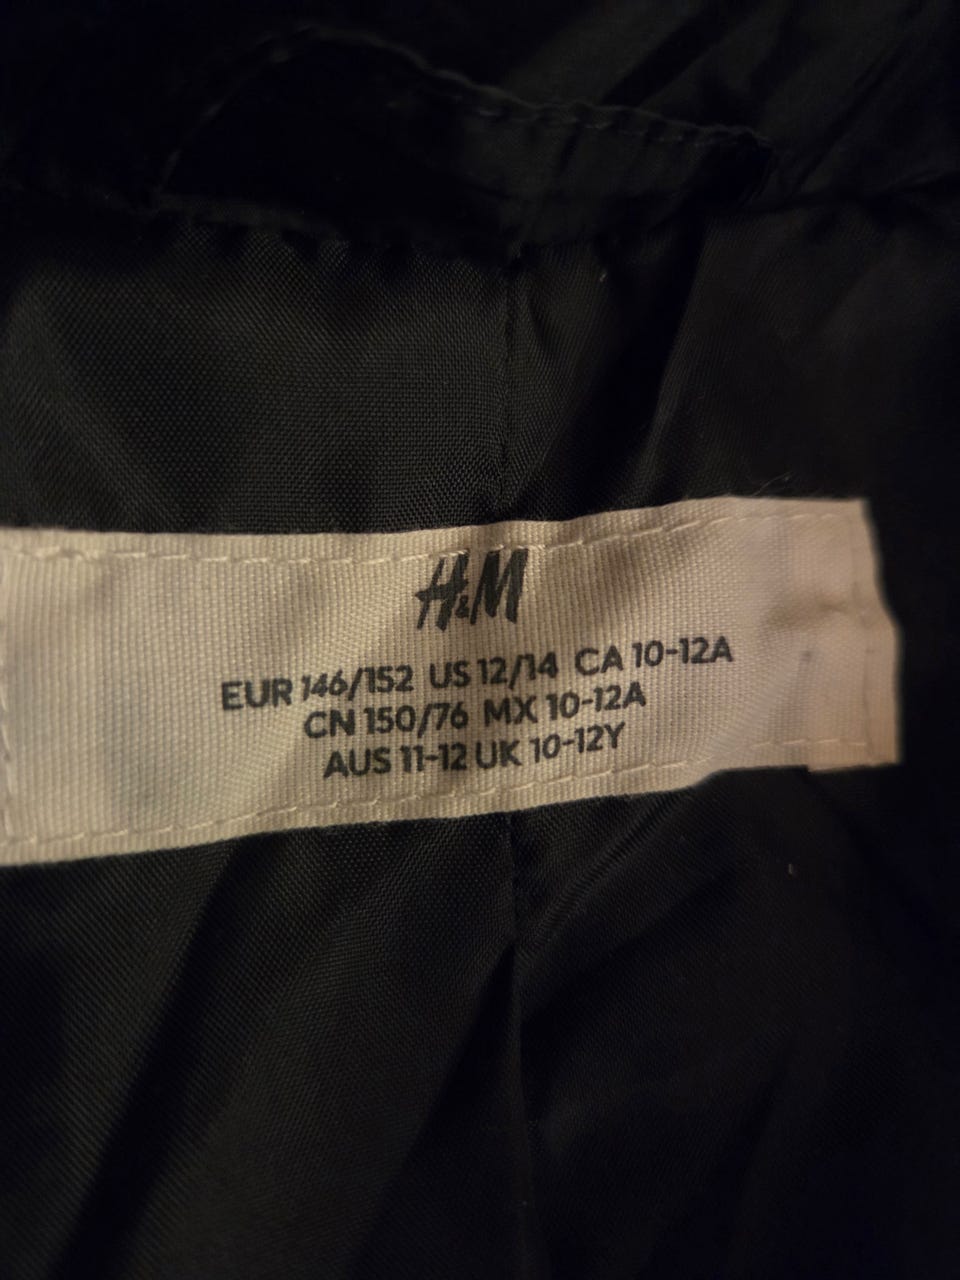 H&M
EUR 146/152 US 12/14 CA 10-12A
CN 150/76 MX 10-12A
AUS 11-12 UK 10-12Y